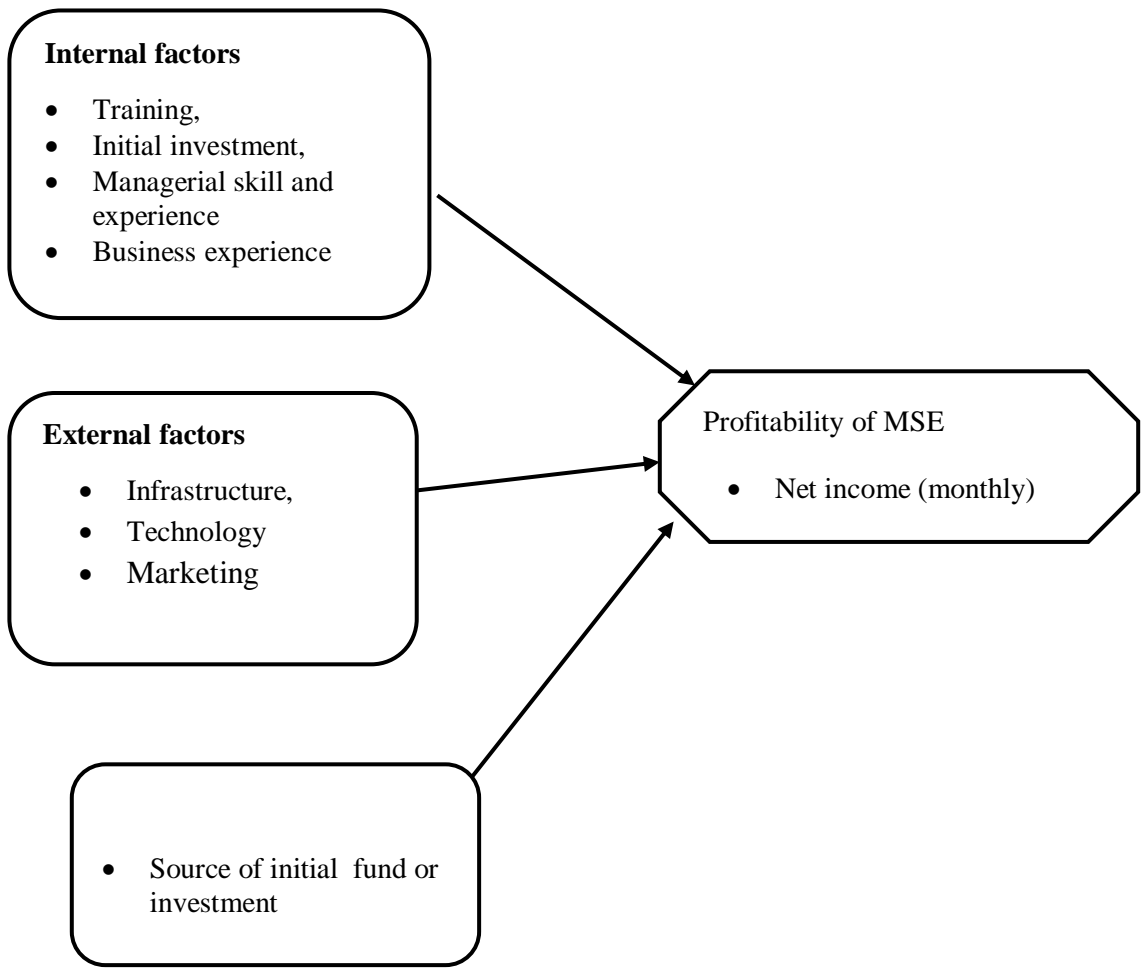 Internal factors
• Training,
• Initial investment,
• Managerial skill and
experience
• Business experience
External factors
• Infrastructure,
• Technology
• Marketing
• Source of initial  fund or
investment
Profitability of MSE
• Net income (monthly)